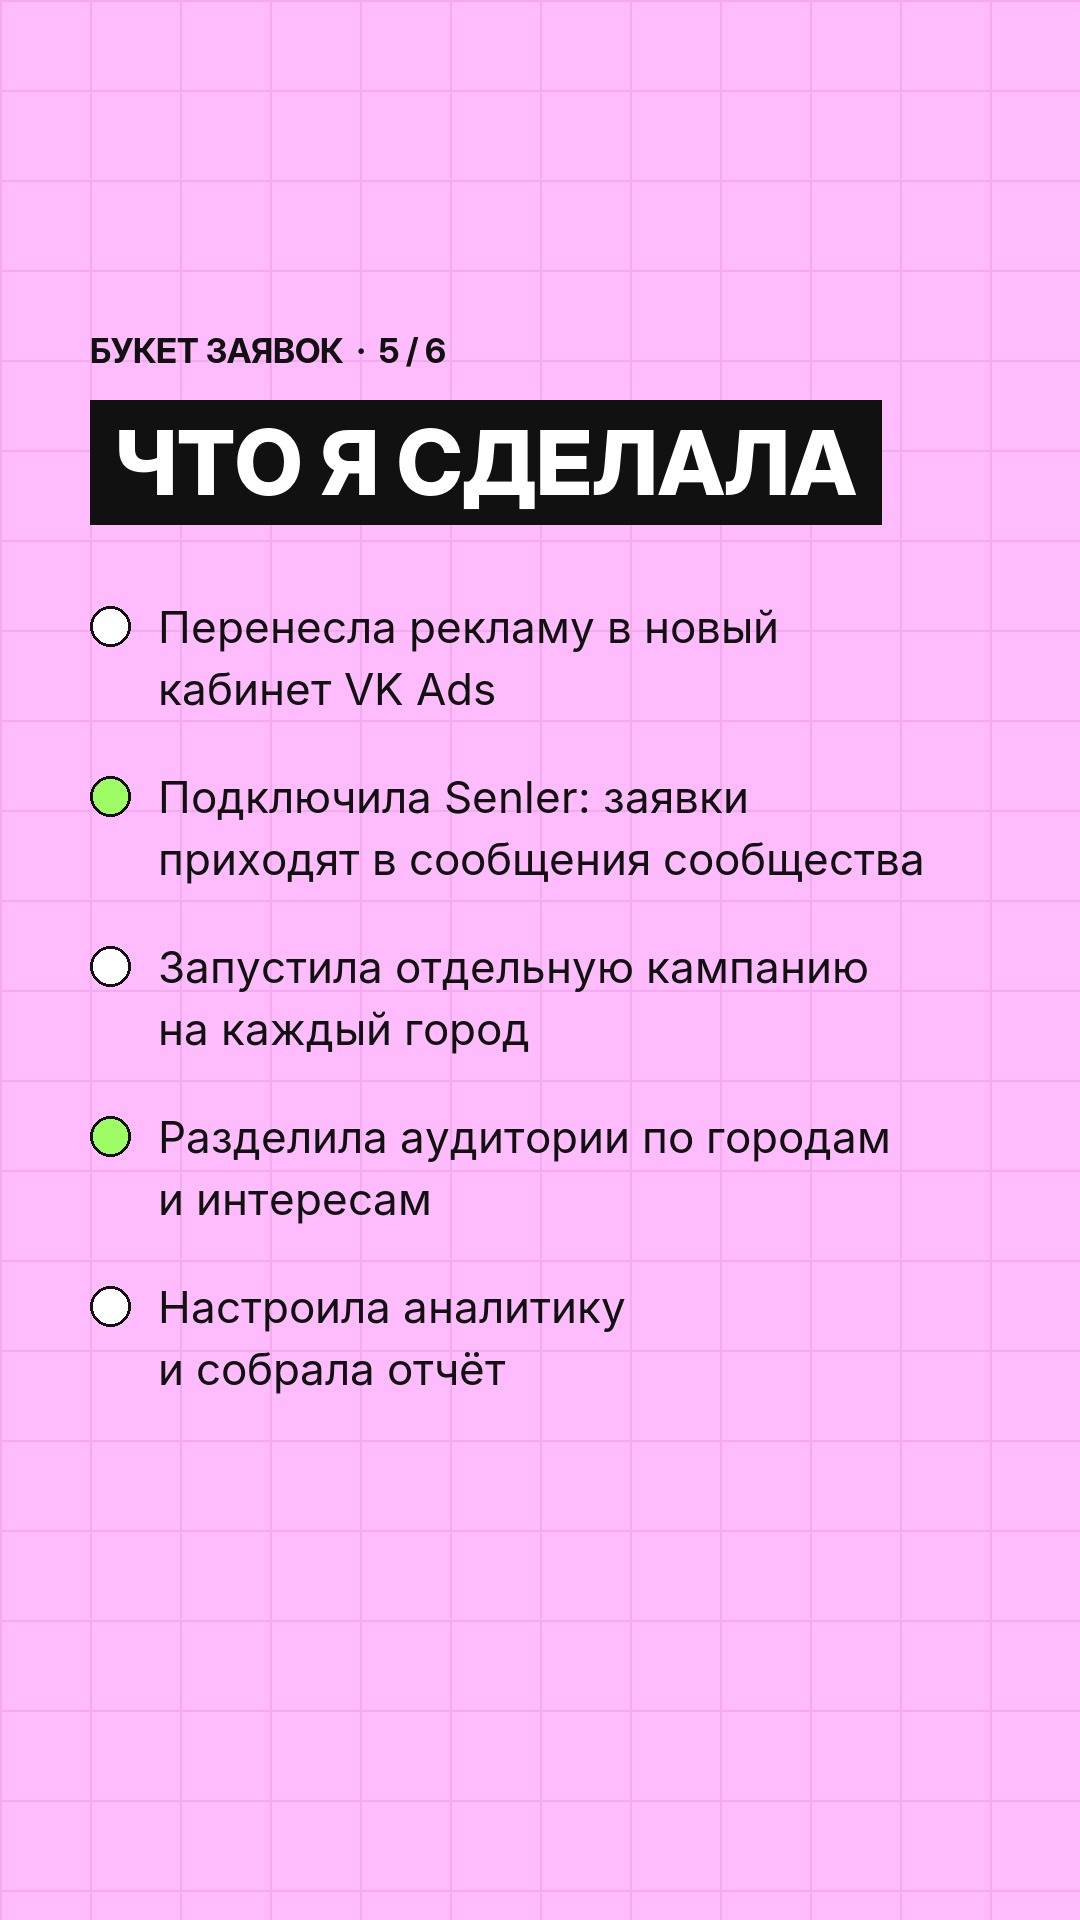 БУКЕТ ЗАЯВОК · 5 / 6
ЧТО Я СДЕЛАЛА
Перенесла рекламу в новый
кабинет VK Ads
Подключила Senler: заявки
приходят в сообщения сообщества
Запустила отдельную кампанию
на каждый город
Разделила аудитории по городам
и интересам
Настроила аналитику
и собрала отчёт